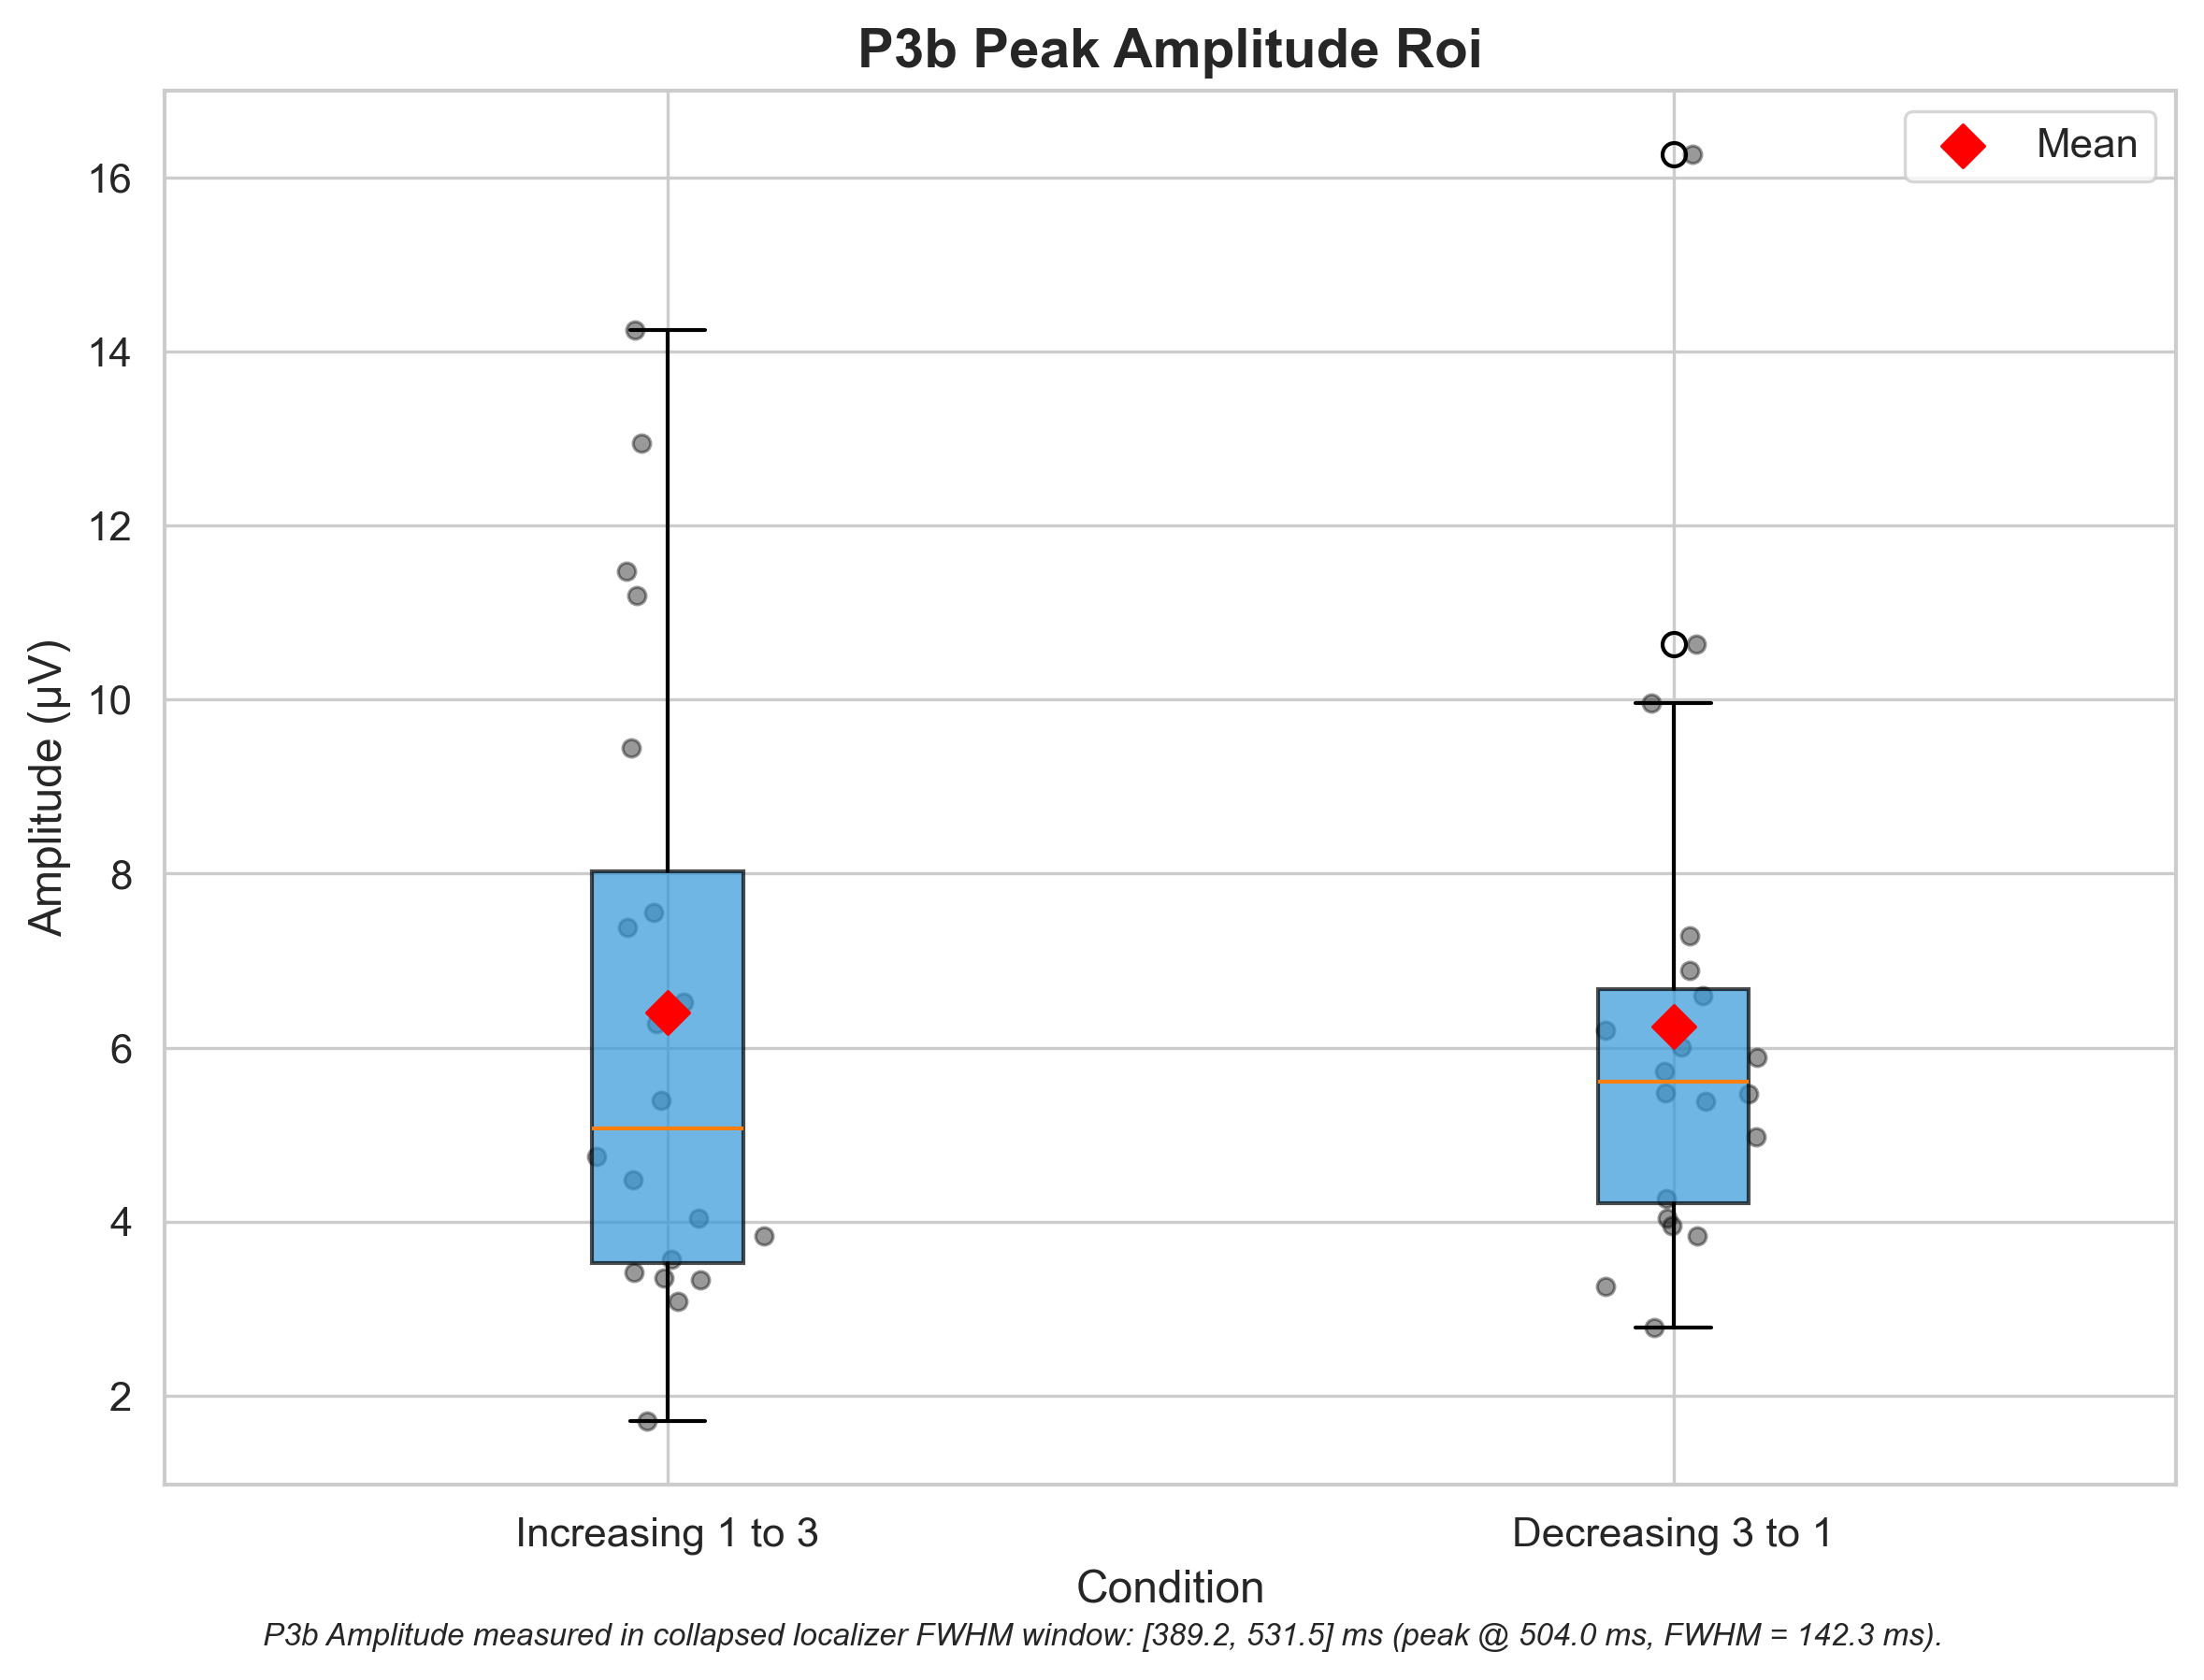 P3b Peak Amplitude Roi
Mean
16
14
12
10
8
6
4
2
Amplitude (µV)
Increasing 1 to 3
Decreasing 3 to 1
Condition
P3b Amplitude measured in collapsed localizer FWHM window: [389.2, 531.5] ms (peak @ 504.0 ms, FWHM = 142.3 ms).